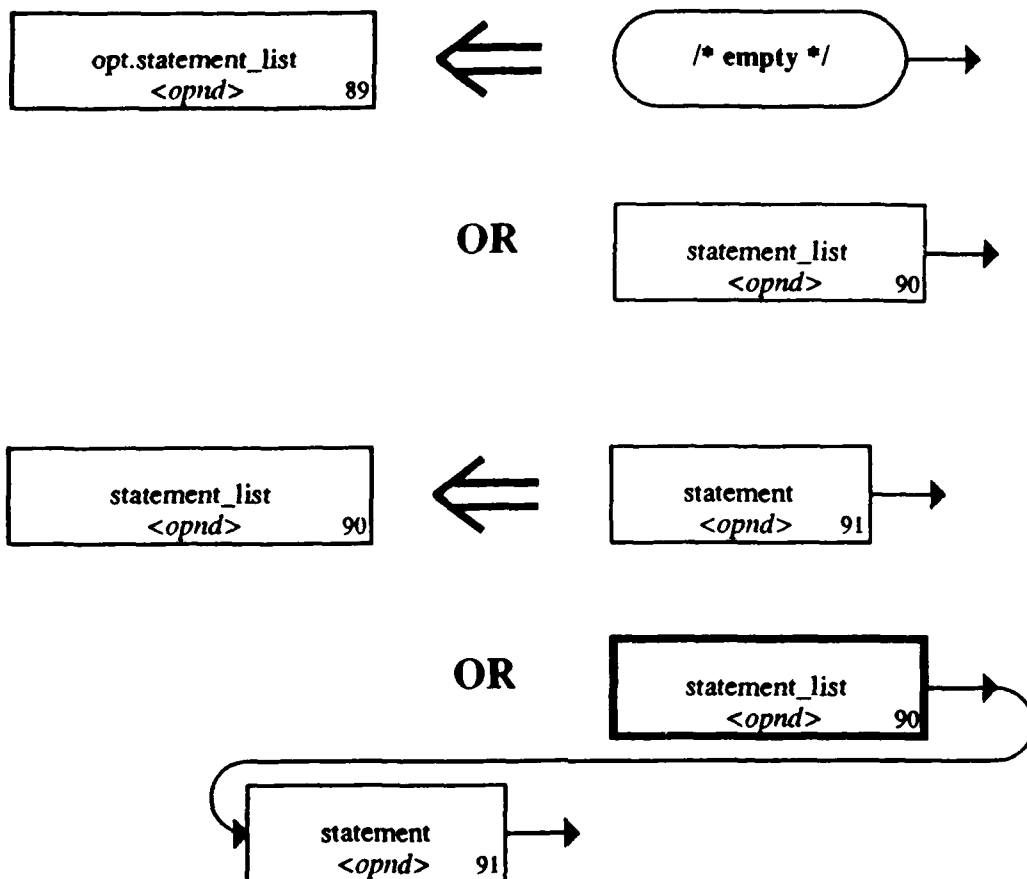 opt.statement_list
<opnd> 89
/* empty */
OR
statement_list
<opnd> 90
statement_list
<opnd> 90
statement
<opnd> 91
OR
statement_list
<opnd> 90
statement
<opnd> 91